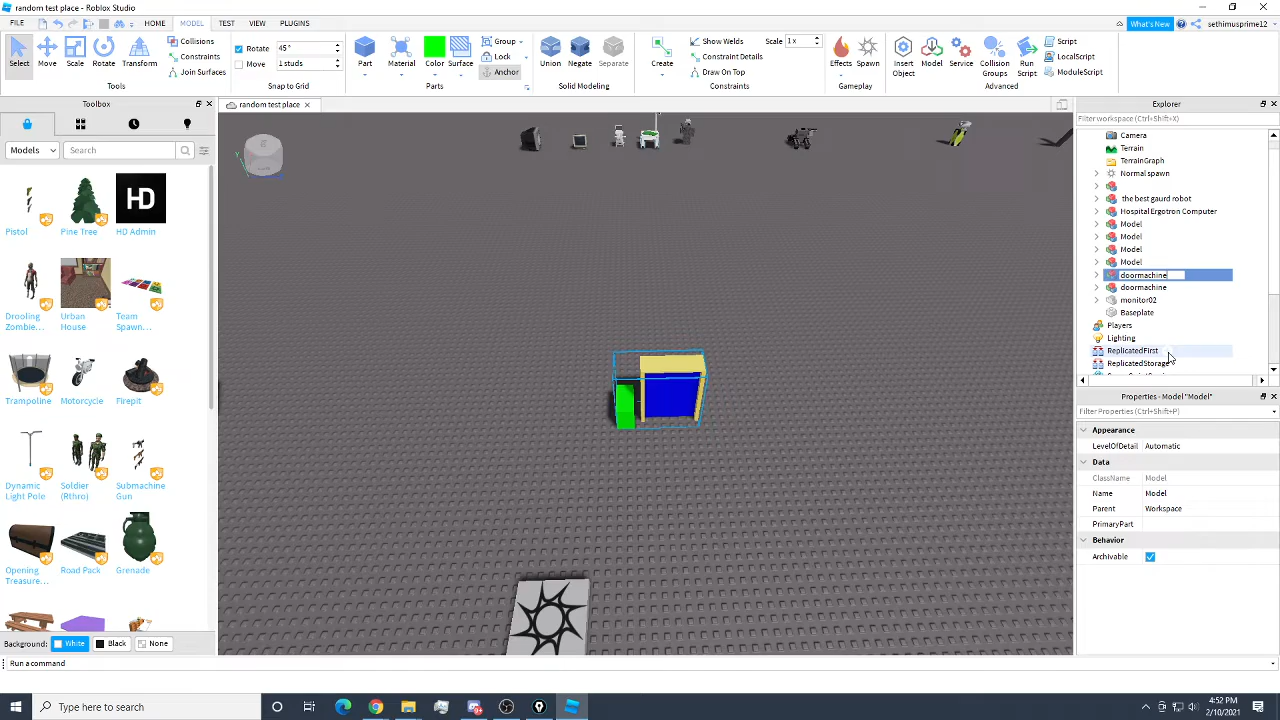 random test place - Roblox Studio
FILE HOME MODEL TEST VIEW PLUGINS What's New sethimusprime12
Select Move Scale Rotate Transform
Tools
Collisions
Constraints
Join Surfaces
Rotate 45°
Move 1 studs
Snap to Grid
Part Material Color Surface
Group
Lock
Anchor
Parts
Union Negate Separate
Solid Modeling
Create
Show Welds
Constraint Details
Draw On Top
Scale 1 x
Constraints
Effects Spawn
Gameplay
Insert Object Model Service Collision Groups Run Script
Script
LocalScript
ModuleScript
Advanced
Toolbox
Models Search
HD
Pistol Pine Tree HD Admin
Drooling Zombie... Urban House Team Spawn...
Trampoline Motorcycle Firepit
Dynamic Light Pole Soldier (Rthro) Submachine Gun
Opening Treasure... Road Pack Grenade
Background: White Black None
random test place
Explorer
Filter workspace (Ctrl+Shift+X)
Camera
Terrain
TerrainGraph
Normal spawn
the best gaurd robot
Hospital Ergotron Computer
Model
Model
Model
Model
doormachine
doormachine
monitor02
Baseplate
Players
Lighting
ReplicatedFirst
ReplicatedStorage
Properties - Model "Model"
Filter Properties (Ctrl+Shift+P)
Appearance
LevelOfDetail Automatic
Data
ClassName Model
Name Model
Parent Workspace
PrimaryPart
Behavior
Archivable
Run a command
Type here to search
4:52 PM
2/10/2021